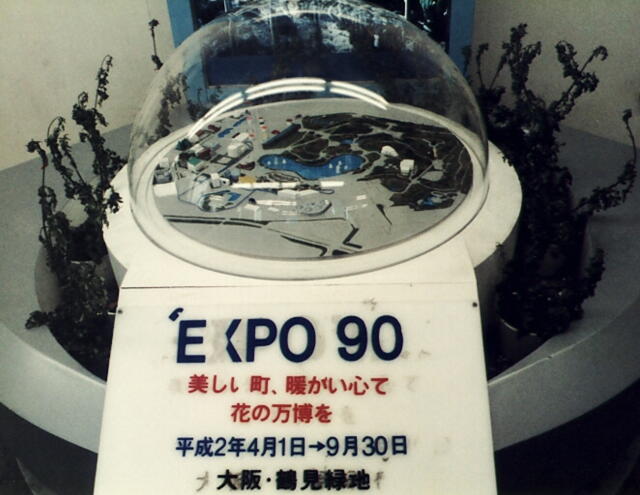 'EXPO 90
美しい町、暖かい心で
花の万博を
平成2年4月1日→9月30日
大阪・鶴見緑地